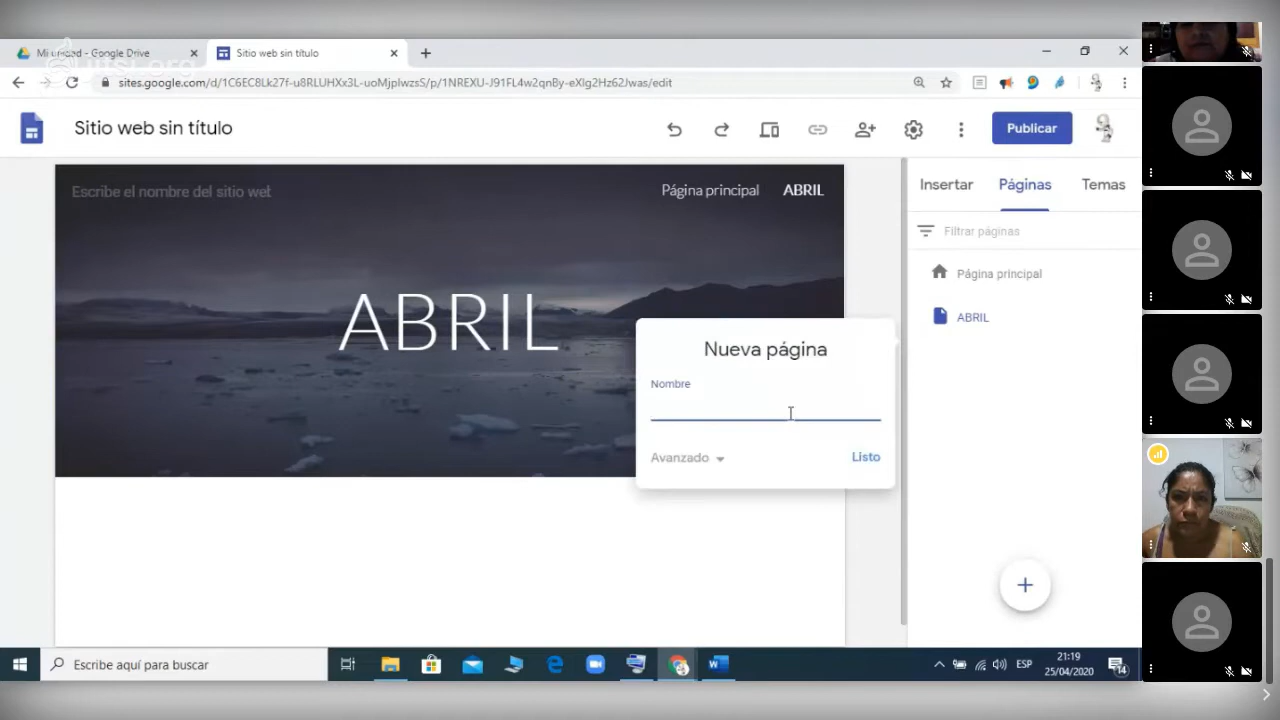 Mi unidad - Google Drive
Sitio web sin título
sites.google.com/d/1C6EC8Lk27f-u8RLUHXx3L-uoMjplwzsS/p/1NREXU-J91FL4w2qnBy-eXlg2Hz62J/was/edit
Sitio web sin título
Publicar
Escribe el nombre del sitio web
Página principal
ABRIL
Insertar
Páginas
Temas
Filtrar páginas
Página principal
ABRIL
ABRIL
Nueva página
Nombre
Avanzado
Listo
Escribe aquí para buscar
ESP
21:19
25/04/2020
14